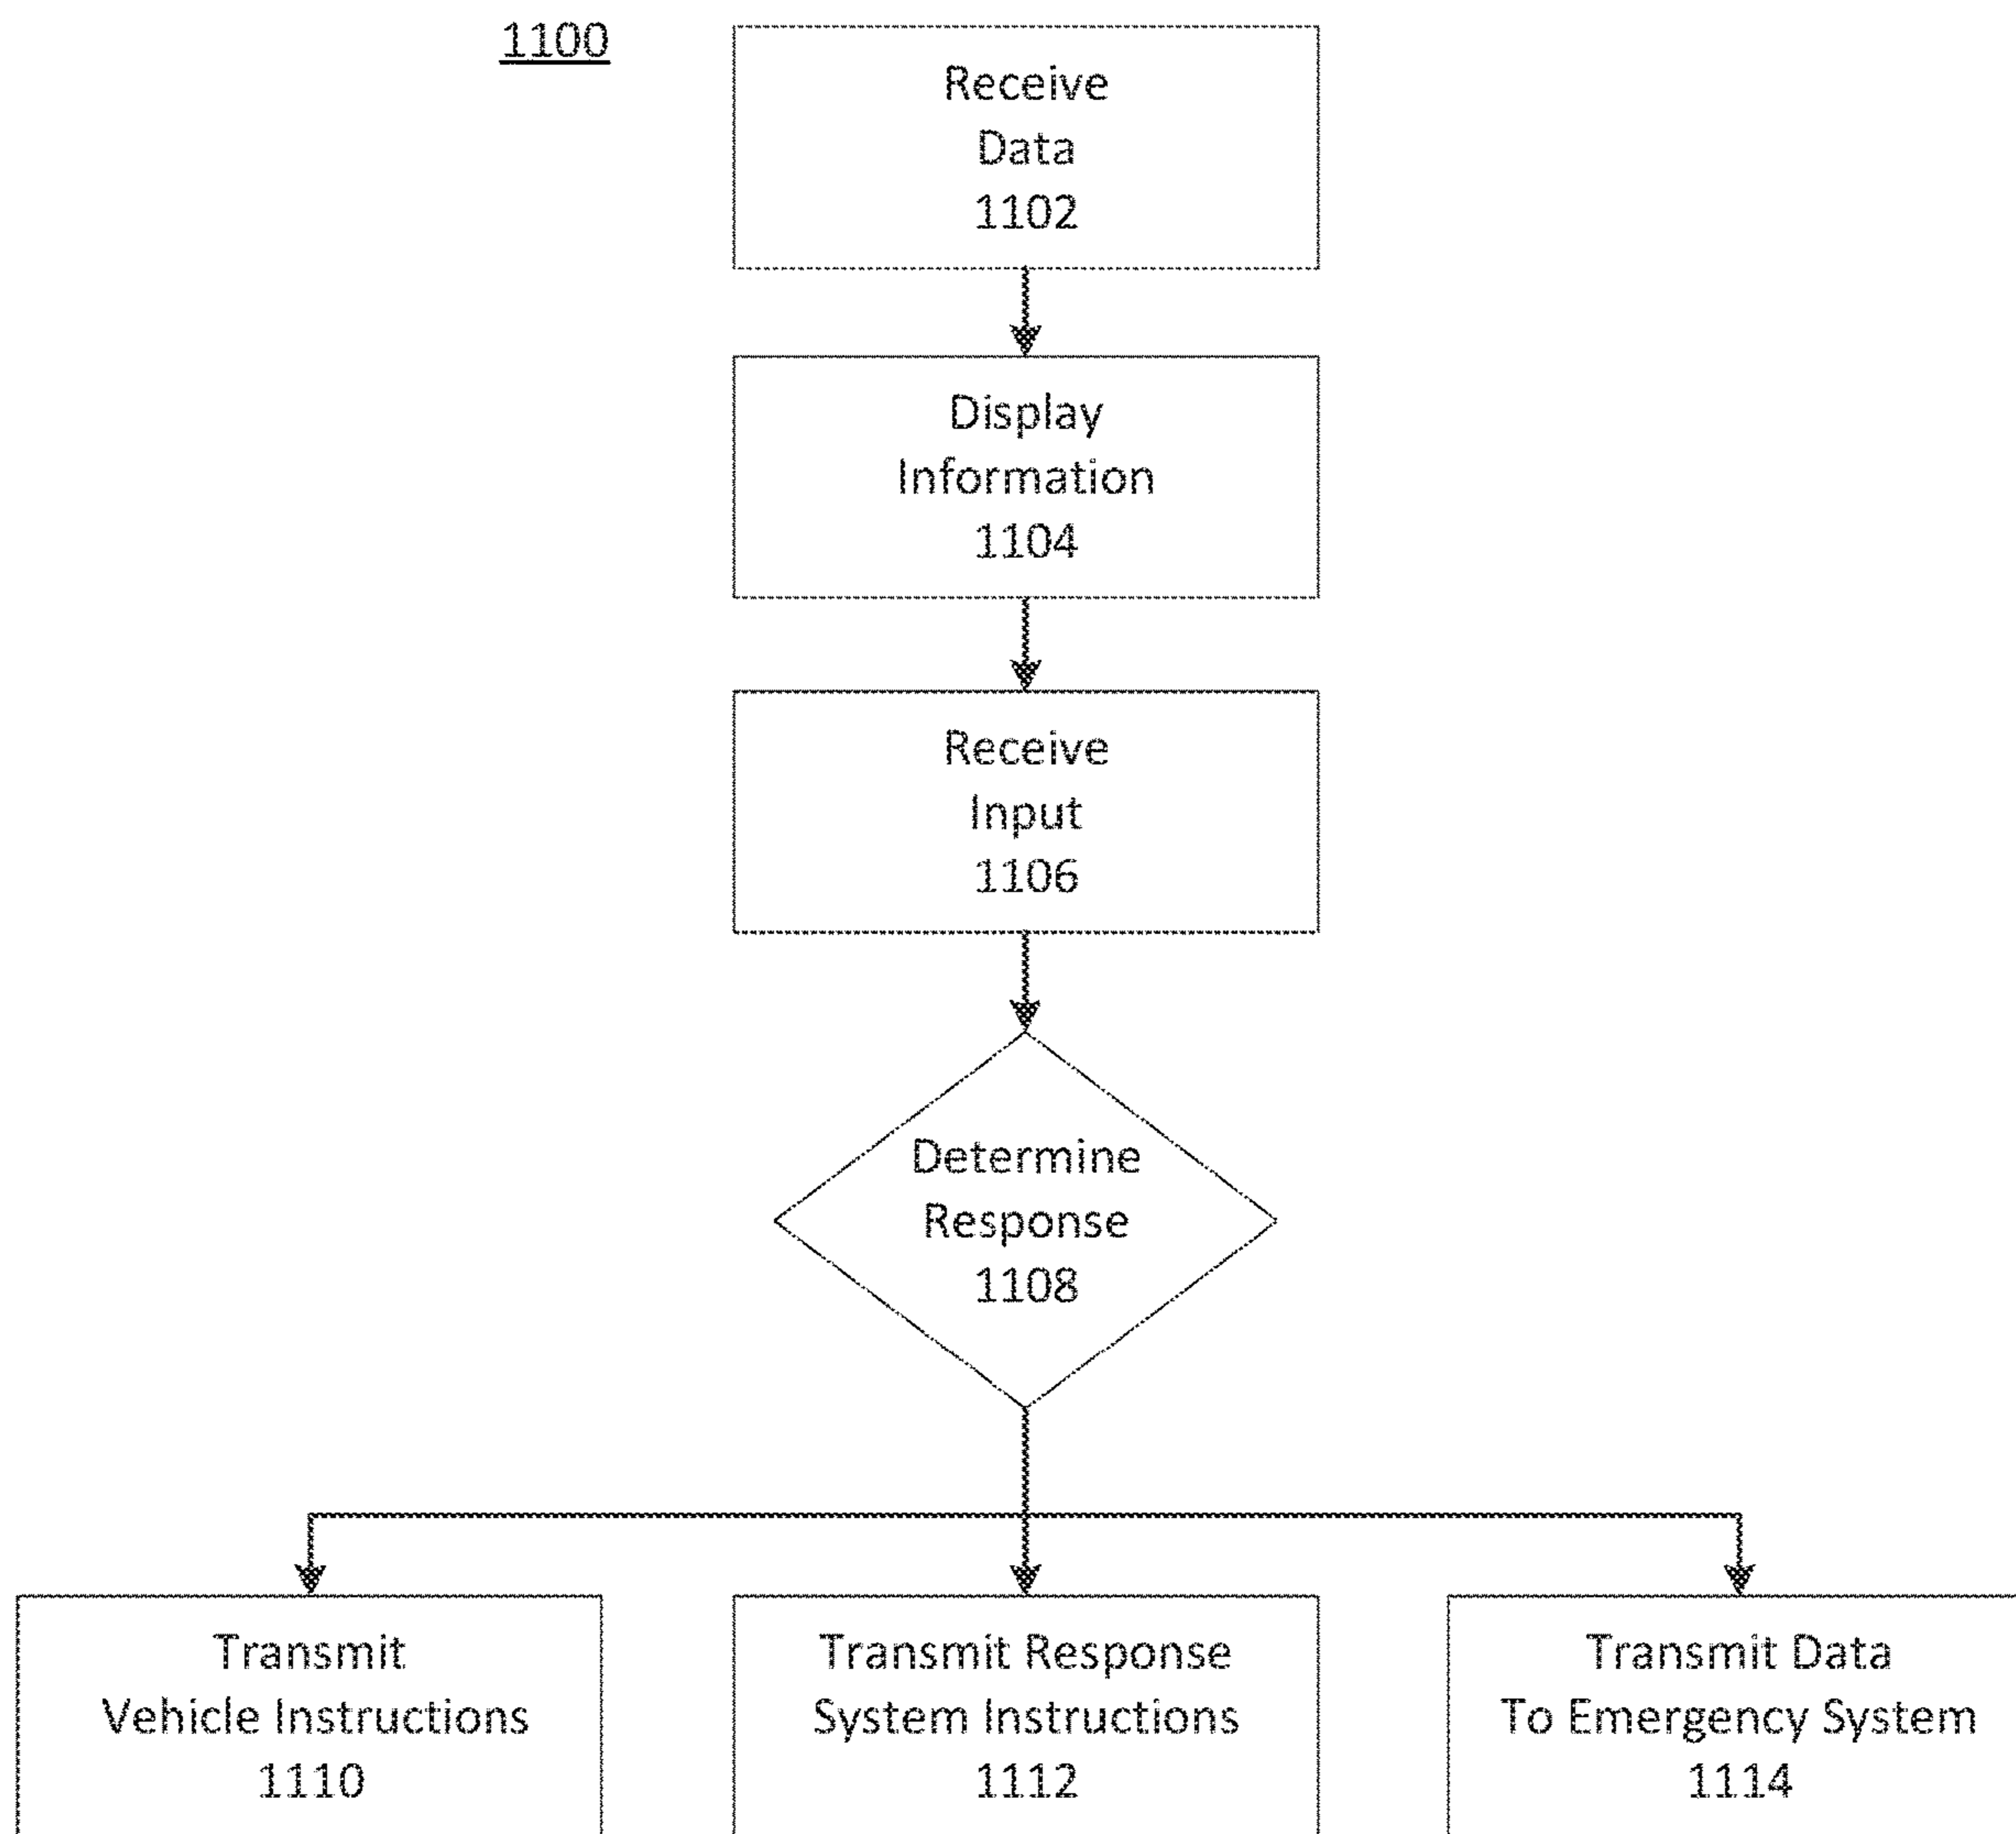 1100
Receive
Data
1102
Display
Information
1104
Receive
Input
1106
Determine
Response
1108
Transmit
Vehicle Instructions
1110
Transmit Response
System Instructions
1112
Transmit Data
To Emergency System
1114